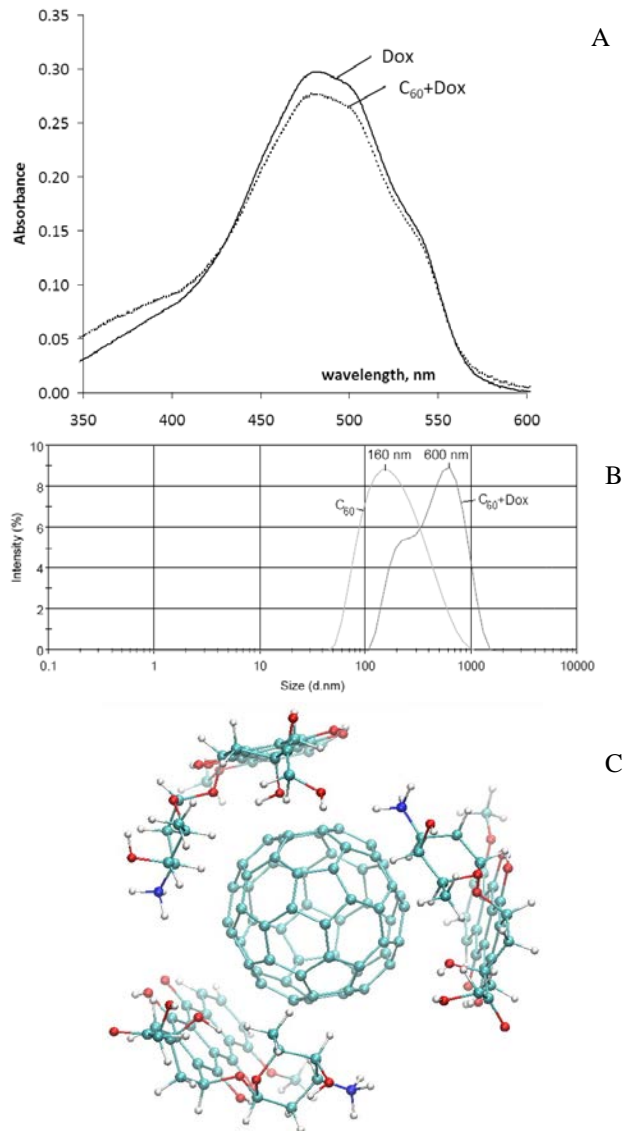 A
Dox
C60+Dox
0.35
0.30
0.25
0.20
0.15
0.10
0.05
0.00
Absorbance
wavelength, nm
350 400 450 500 550 600
B
10
8
6
4
2
0
Intensity (%)
160 nm 600 nm
C60
C60+Dox
0.1 1 10 100 1000 10000
Size (d.nm)
C